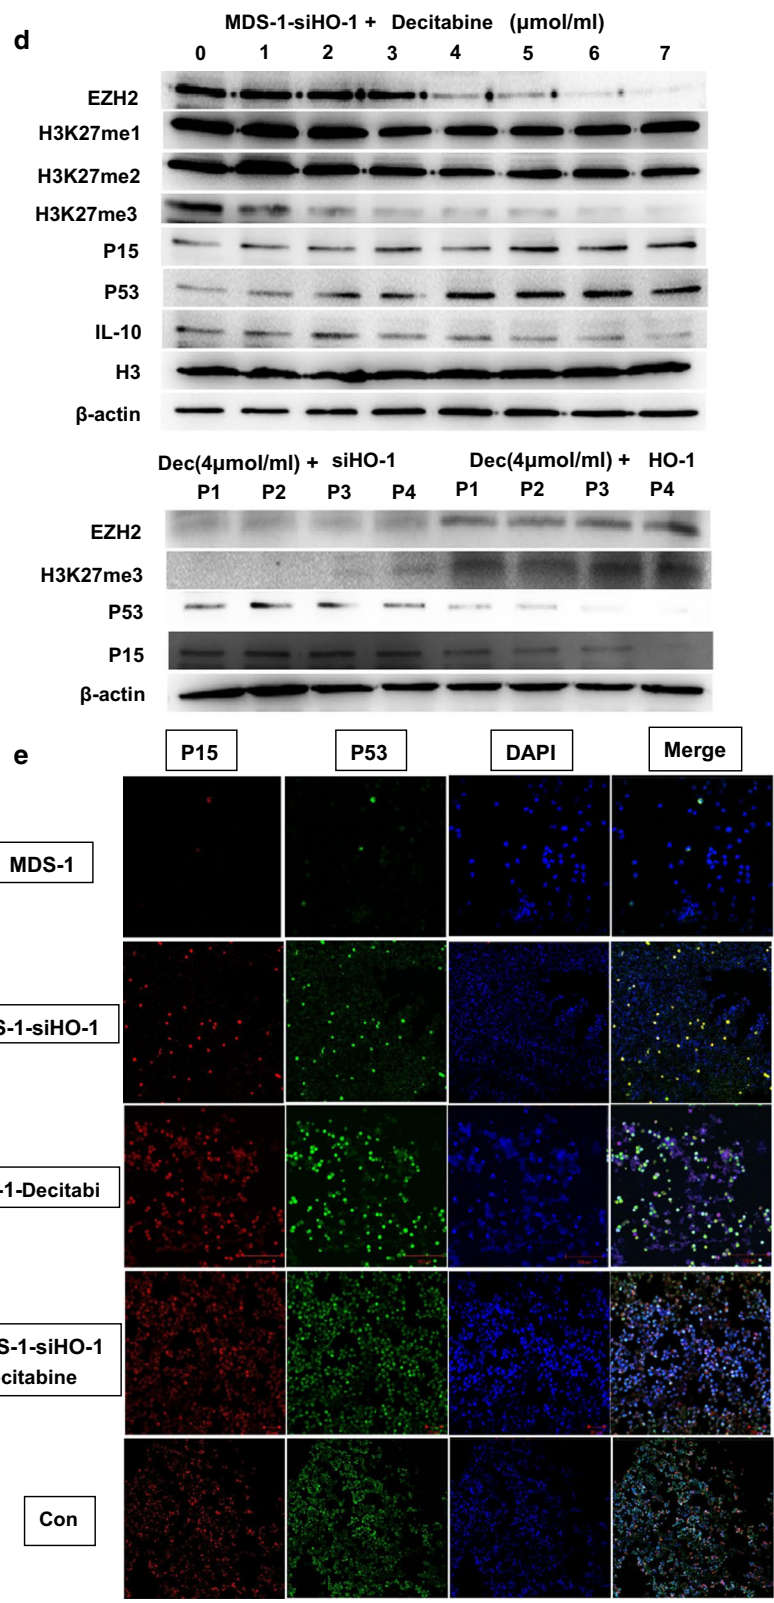 d
MDS-1-siHO-1 + Decitabine (μmol/ml)
0 1 2 3 4 5 6 7
EZH2
H3K27me1
H3K27me2
H3K27me3
P15
P53
IL-10
H3
β-actin
Dec(4μmol/ml) + siHO-1 Dec(4μmol/ml) + HO-1
P1 P2 P3 P4 P1 P2 P3 P4
EZH2
H3K27me3
P53
P15
β-actin
e
P15 P53 DAPI Merge
MDS-1
S-1-siHO-1
-1-Decitabi
S-1-siHO-1
citabine
Con